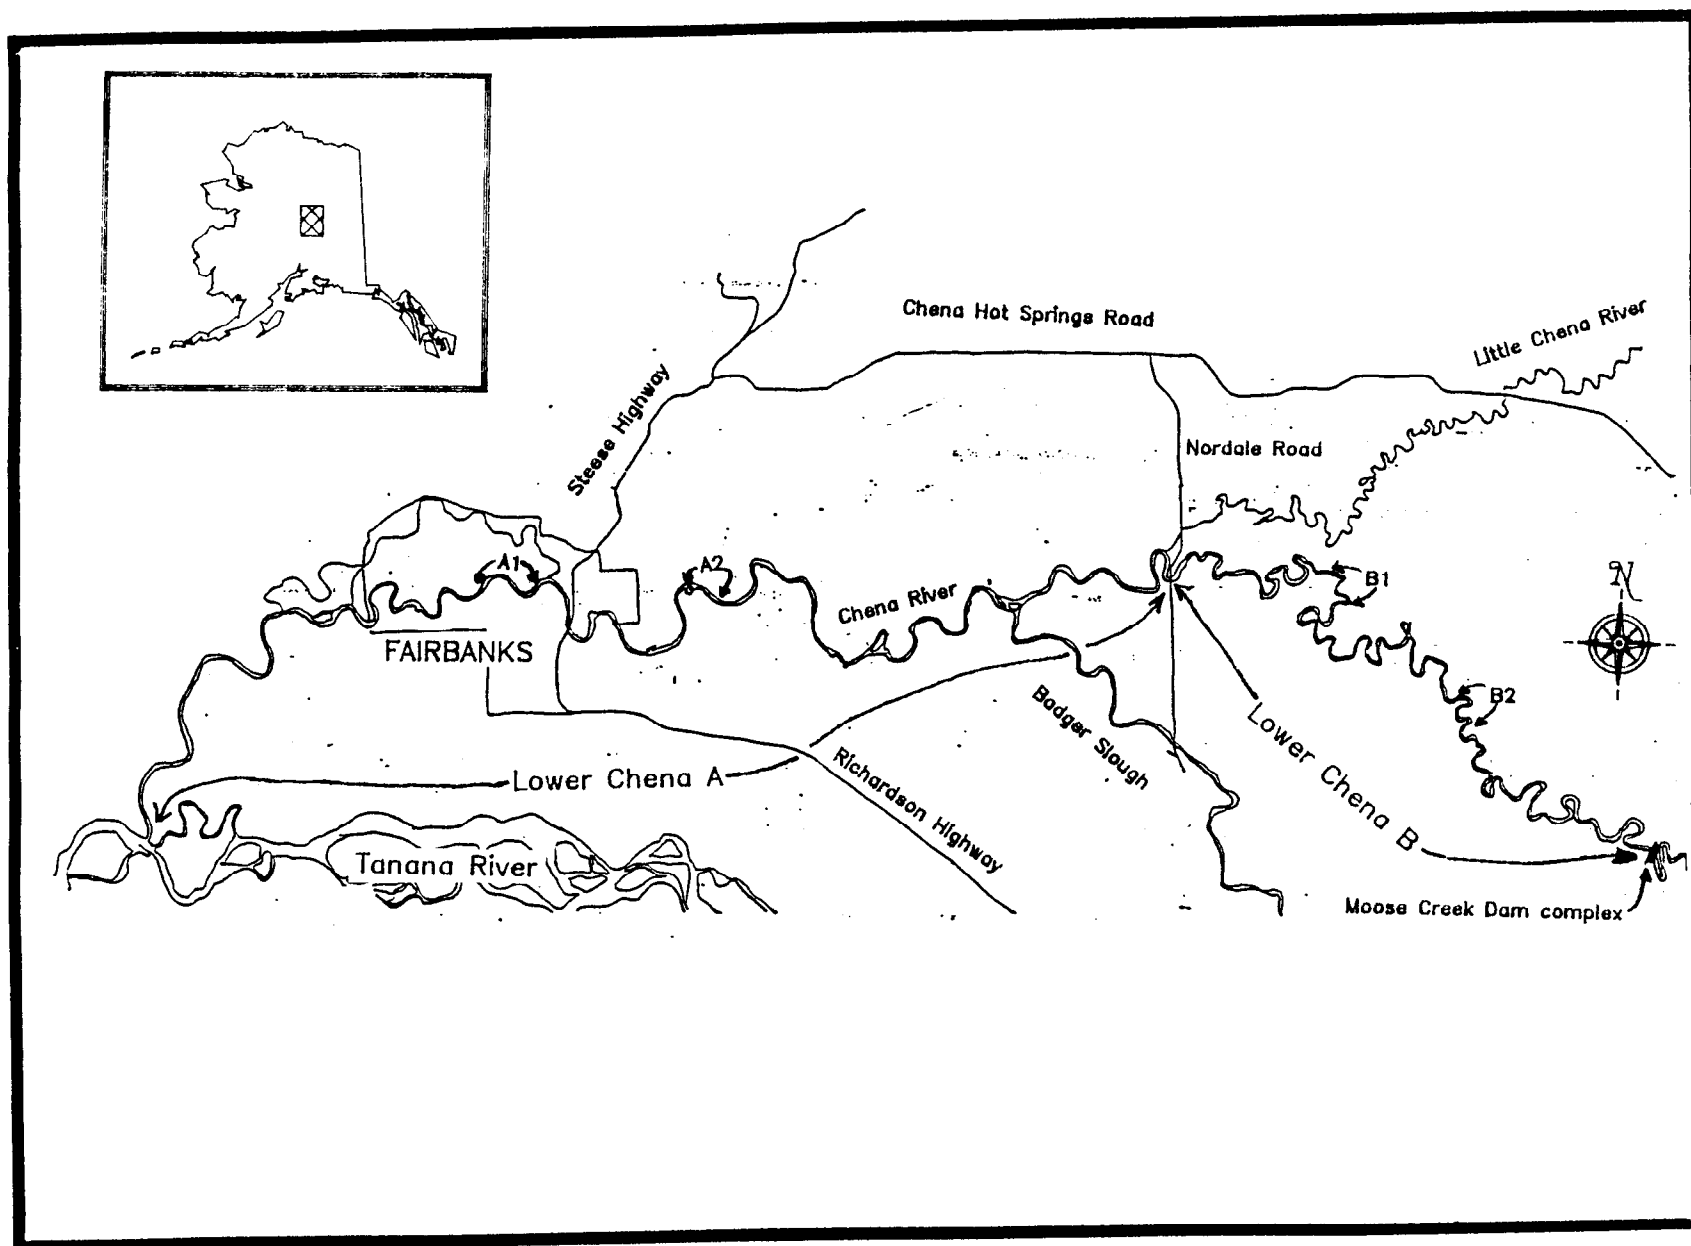 Chena Hot Springs Road
Little Chena River
Steese Highway
Nordale Road
A1
A2
B1
N
Chena River
FAIRBANKS
B2
Badger Slough
Lower Chena B
Lower Chena A
Richardson Highway
Tanana River
Moose Creek Dam complex